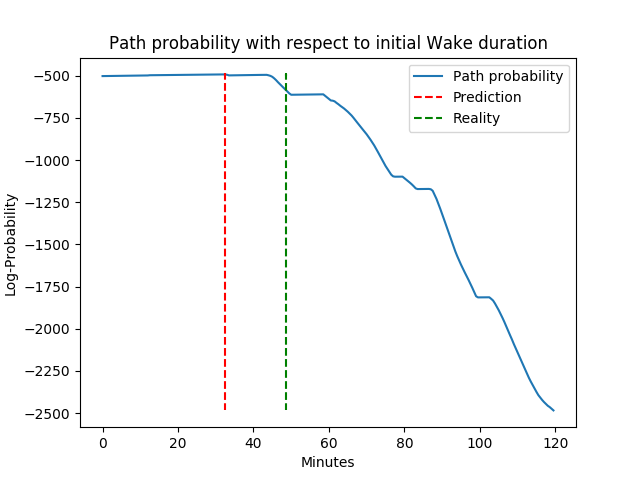 Path probability with respect to initial Wake duration
Path probability
Prediction
Reality
−500
−750
−1000
−1250
−1500
−1750
−2000
−2250
−2500
Log-Probability
0 20 40 60 80 100 120
Minutes